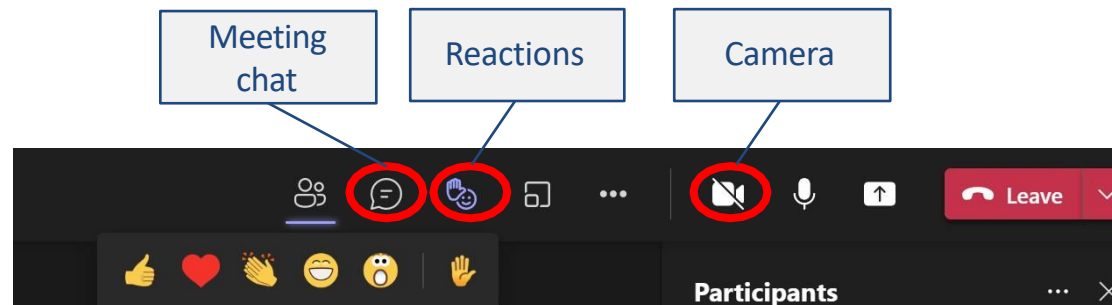 Meeting
chat
Reactions
Camera
Leave
Participants